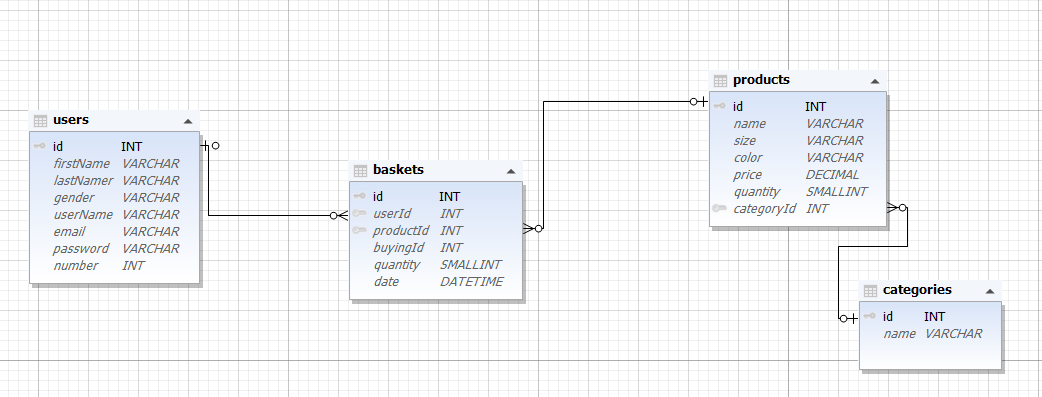 users
id INT
firstName VARCHAR
lastNamer VARCHAR
gender VARCHAR
userName VARCHAR
email VARCHAR
password VARCHAR
number INT
baskets
id INT
userId INT
productId INT
buyingId INT
quantity SMALLINT
date DATETIME
products
id INT
name VARCHAR
size VARCHAR
color VARCHAR
price DECIMAL
quantity SMALLINT
categoryId INT
categories
id INT
name VARCHAR